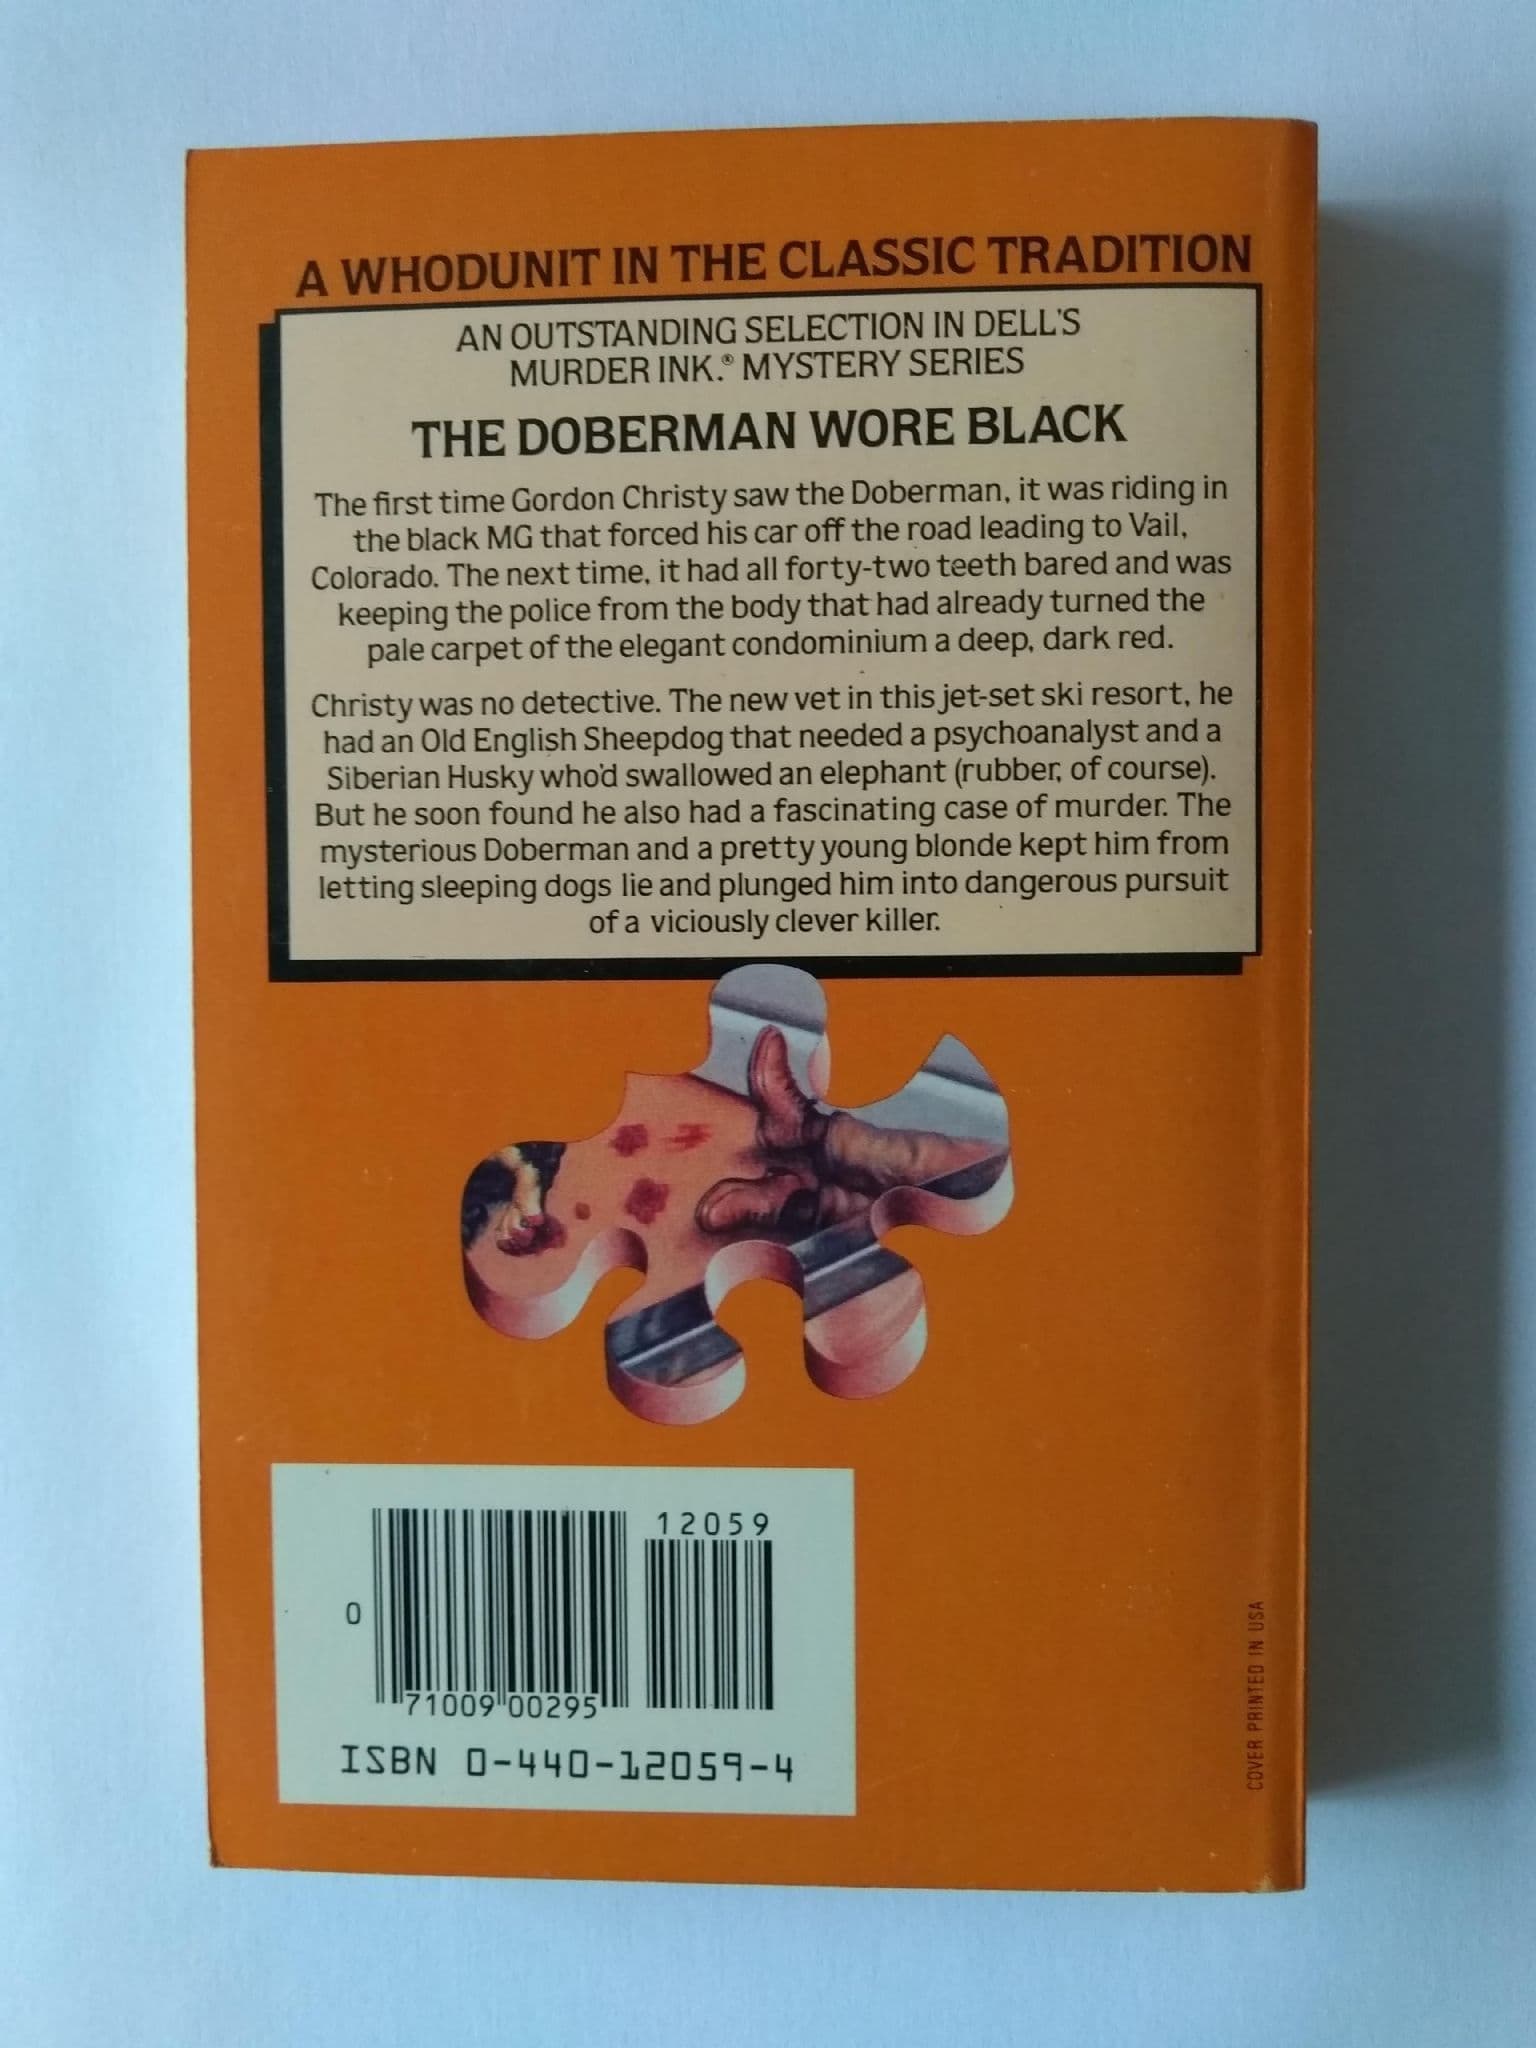 A WHODUNIT IN THE CLASSIC TRADITION
AN OUTSTANDING SELECTION IN DELL'S
MURDER INK.® MYSTERY SERIES
THE DOBERMAN WORE BLACK
The first time Gordon Christy saw the Doberman, it was riding in
the black MG that forced his car off the road leading to Vail,
Colorado. The next time, it had all forty-two teeth bared and was
keeping the police from the body that had already turned the
pale carpet of the elegant condominium a deep, dark red.
Christy was no detective. The new vet in this jet-set ski resort, he
had an Old English Sheepdog that needed a psychoanalyst and a
Siberian Husky who'd swallowed an elephant (rubber, of course).
But he soon found he also had a fascinating case of murder. The
mysterious Doberman and a pretty young blonde kept him from
letting sleeping dogs lie and plunged him into dangerous pursuit
of a viciously clever killer.
12059
0
71009 00295
ISBN 0-440-12059-4
COVER PRINTED IN USA